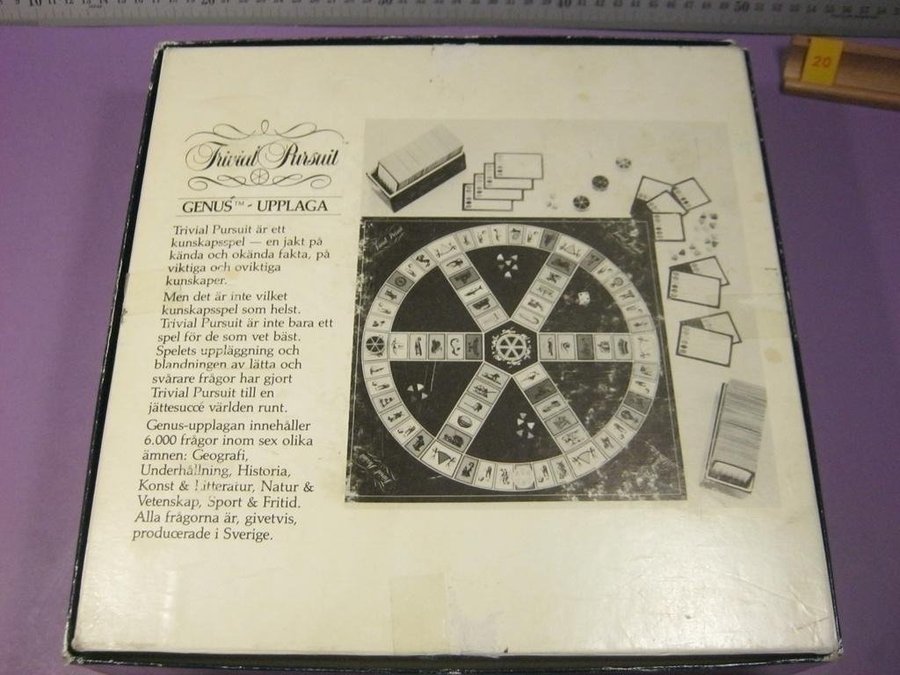 10
40
20
Trivial Pursuit
GENUS™ - UPPLAGA
Trivial Pursuit är ett
kunskapsspel — en jakt på
kända och okända fakta, på
viktiga och oviktiga
kunskaper.
Men det är inte vilket
kunskapsspel som helst.
Trivial Pursuit är inte bara ett
spel för de som vet bäst.
Spelets uppläggning och
blandningen av lätta och
svårare frågor har gjort
Trivial Pursuit till en
jättesuccé världen runt.
Genus-upplagan innehåller
6.000 frågor inom sex olika
ämnen: Geografi,
Underhållning, Historia,
Konst & Litteratur, Natur &
Vetenskap, Sport & Fritid.
Alla frågorna är, givetvis,
producerade i Sverige.